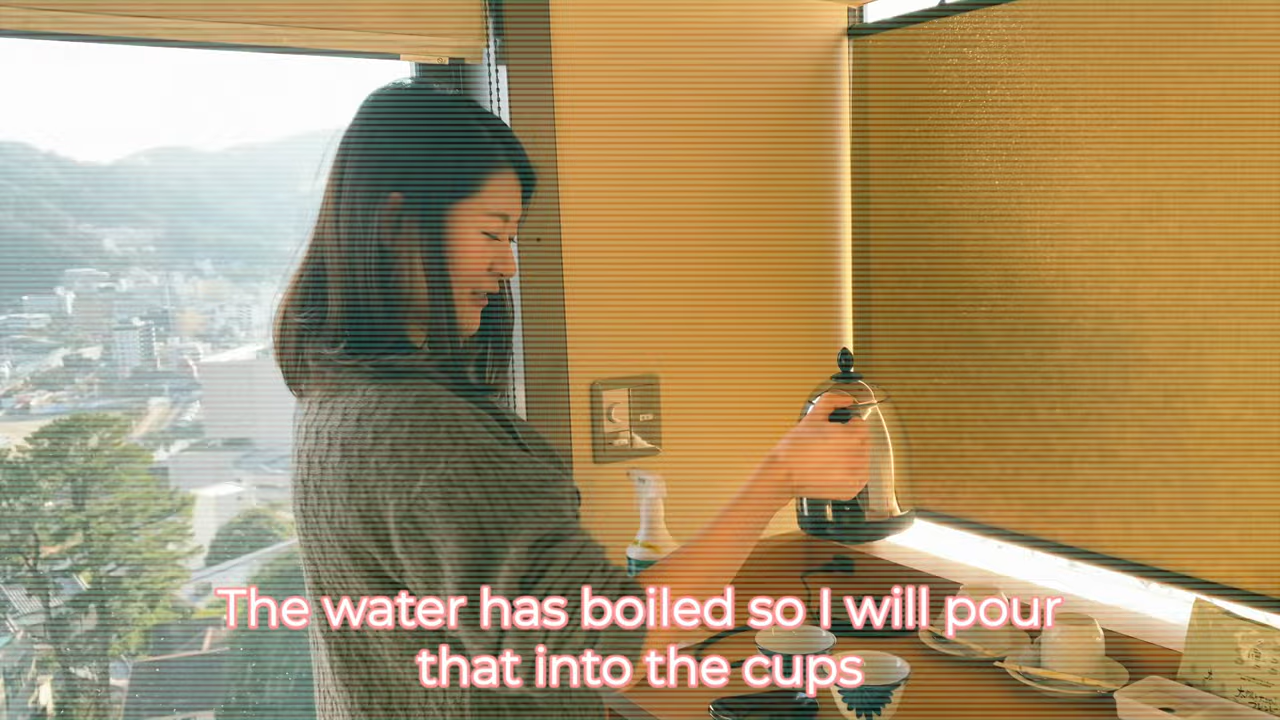 The water has boiled so I will pour
that into the cups